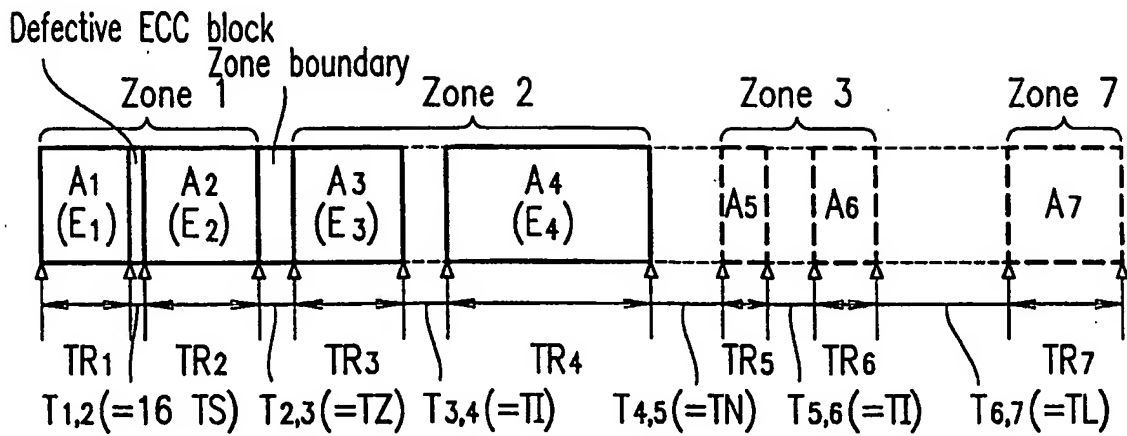 Defective ECC block
Zone boundary
Zone 1 Zone 2 Zone 3 Zone 7
A1 A2 A3 A4 A5 A6 A7
(E1) (E2) (E3) (E4)
TR1 TR2 TR3 TR4 TR5 TR6 TR7
T1,2(=16 TS) T2,3(=TZ) T3,4(=TI) T4,5(=TN) T5,6(=TI) T6,7(=TL)